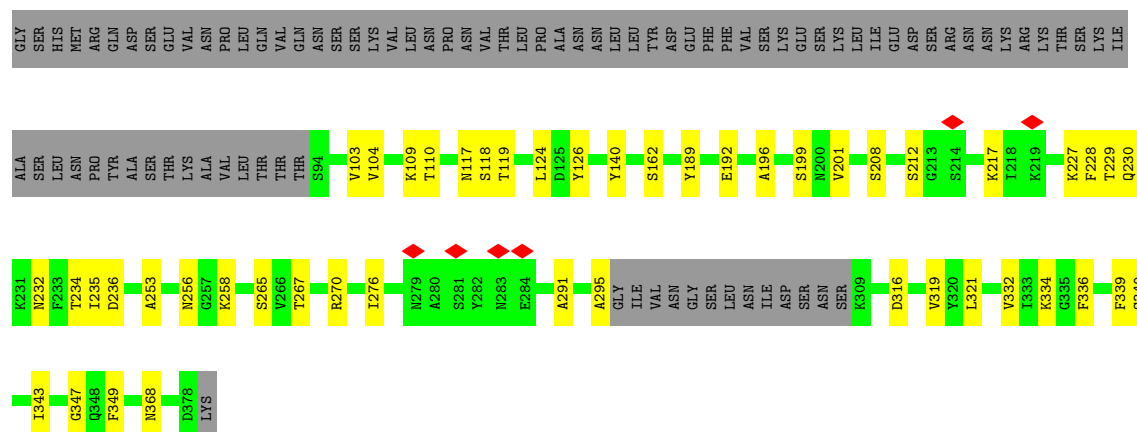 GLY SER HIS MET ARG GLN ASP SER GLU VAL ASN PRO LEU GLN VAL GLN ASN SER SER LYS VAL LEU ASN PRO ASN VAL THR LEU PRO ALA ASN ASN LEU LEU TYR ASP GLU PHE PHE VAL SER LYS GLU SER LYS LEU ILE GLU ASP SER ARG ASN ASN LYS ARG LYS THR SER LYS ILE
ALA SER LEU ASN PRO TYR ALA SER THR LYS ALA VAL LEU THR THR THR S94 V103 V104 K109 T110 N117 S118 T119 L124 D125 Y126 Y140 S162 Y189 E192 A196 S199 N200 V201 S208 S212 G213 S214 K217 I218 K219 K227 F228 T229 Q230
K231 N232 F233 T234 I235 D236 A253 N256 G257 K258 S265 V266 T267 R270 I276 N279 A280 S281 Y282 N283 E284 A291 A295 GLY ILE VAL ASN GLY SER LEU ASN ILE ASP SER ASN SER K309 D316 V319 Y320 L321 V332 I333 K334 G335 F336 F339
I343 G347 Q348 F349 N368 D378 LYS